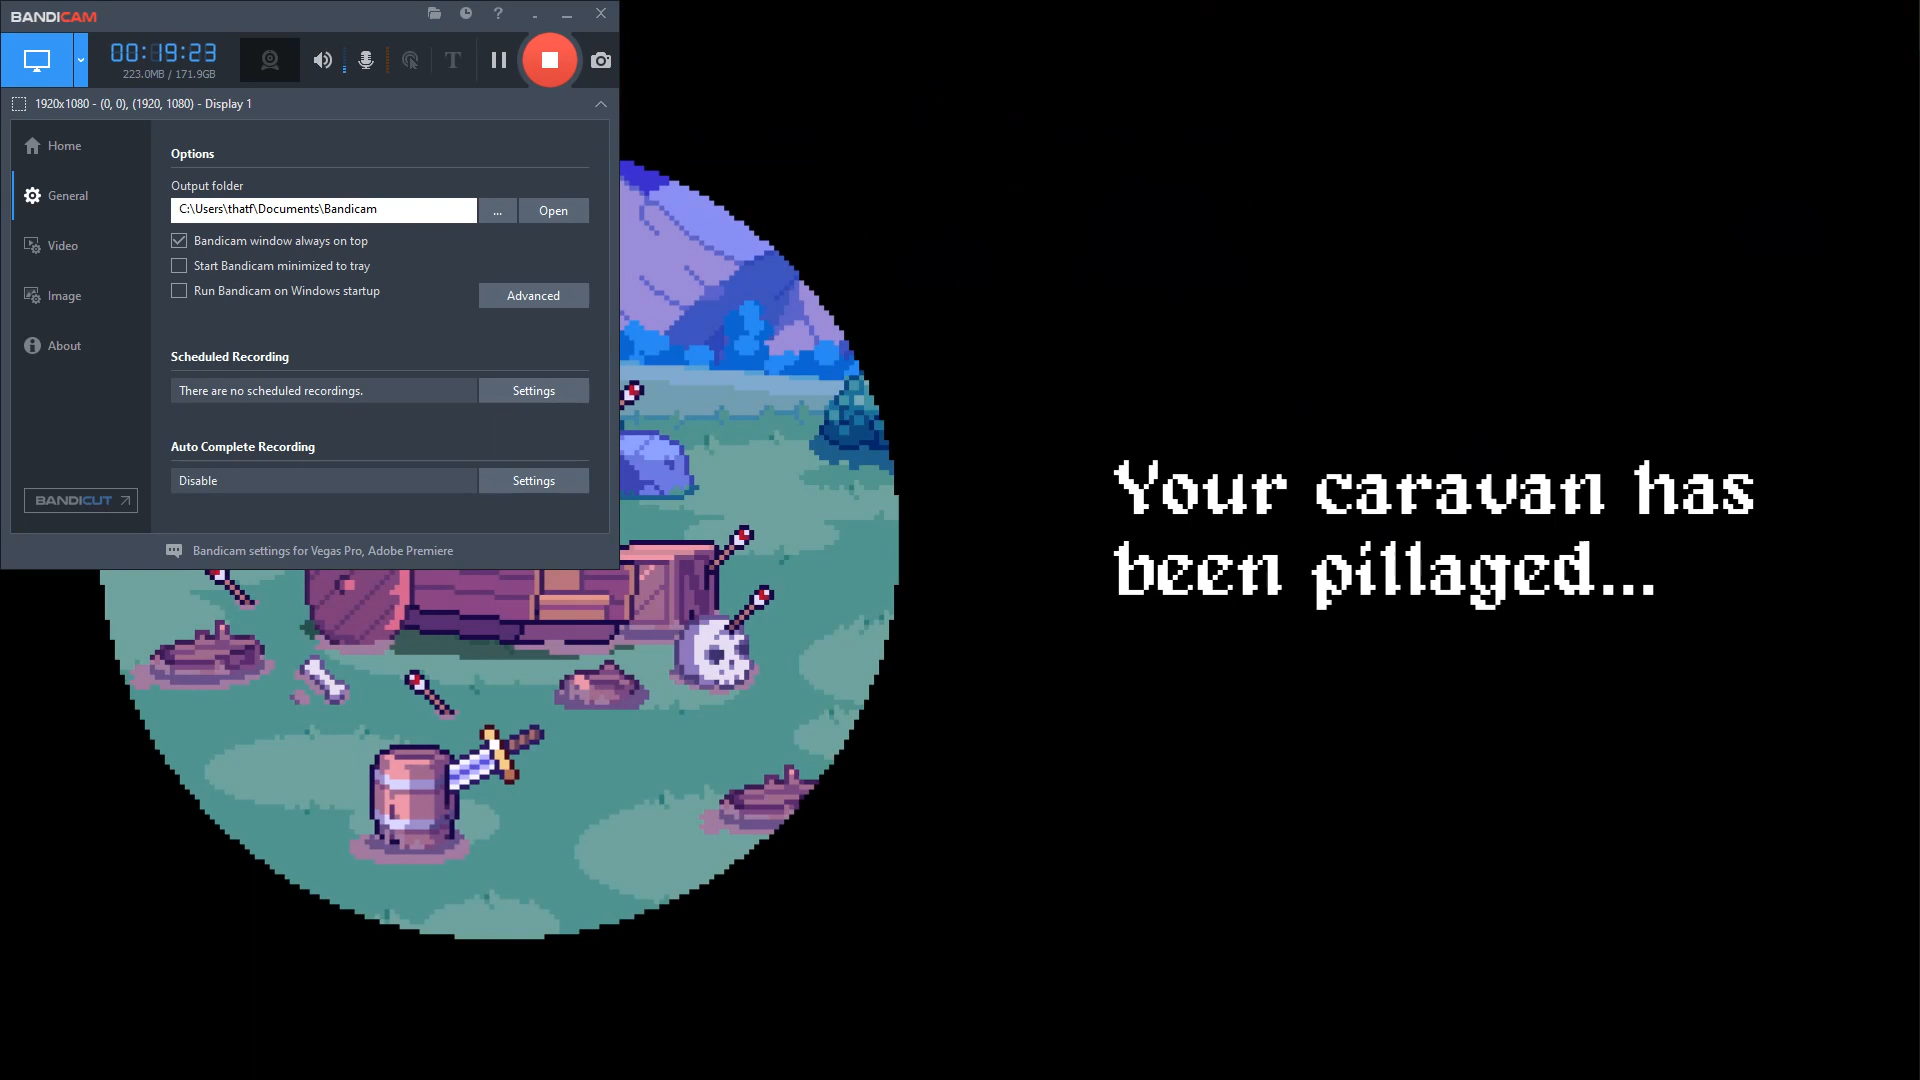 BANDICAM
00:19:23
223.0MB / 171.9GB
1920x1080 - (0, 0), (1920, 1080) - Display 1
Home
General
Video
Image
About
BANDICUT
Options
Output folder
C:\Users\thatf\Documents\Bandicam
...
Open
Bandicam window always on top
Start Bandicam minimized to tray
Run Bandicam on Windows startup
Advanced
Scheduled Recording
There are no scheduled recordings.
Settings
Auto Complete Recording
Disable
Settings
Bandicam settings for Vegas Pro, Adobe Premiere
Your caravan has
been pillaged...